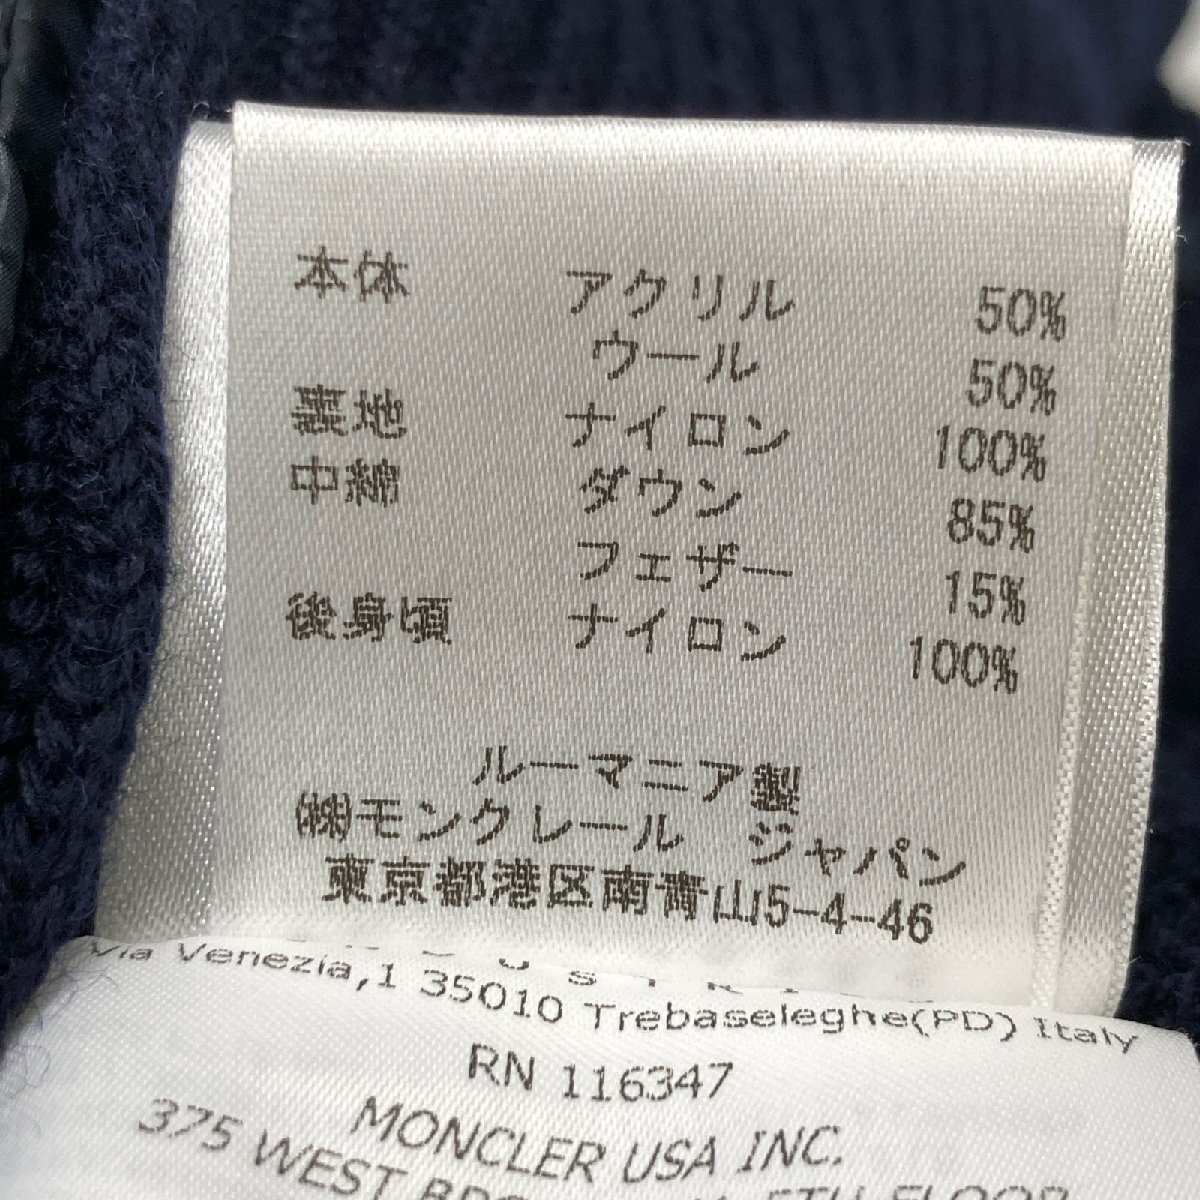 本体 アクリル 50%
ウール 50%
裏地 ナイロン 100%
中綿 ダウン 85%
フェザー 15%
後身頃 ナイロン 100%
ルーマニア製
㈱モンクレール ジャパン
東京都港区南青山5-4-46
Via Venezia,1 35010 Trebaseleghe(PD) Italy
RN 116347
MONCLER USA INC.
375 WEST FLOOR